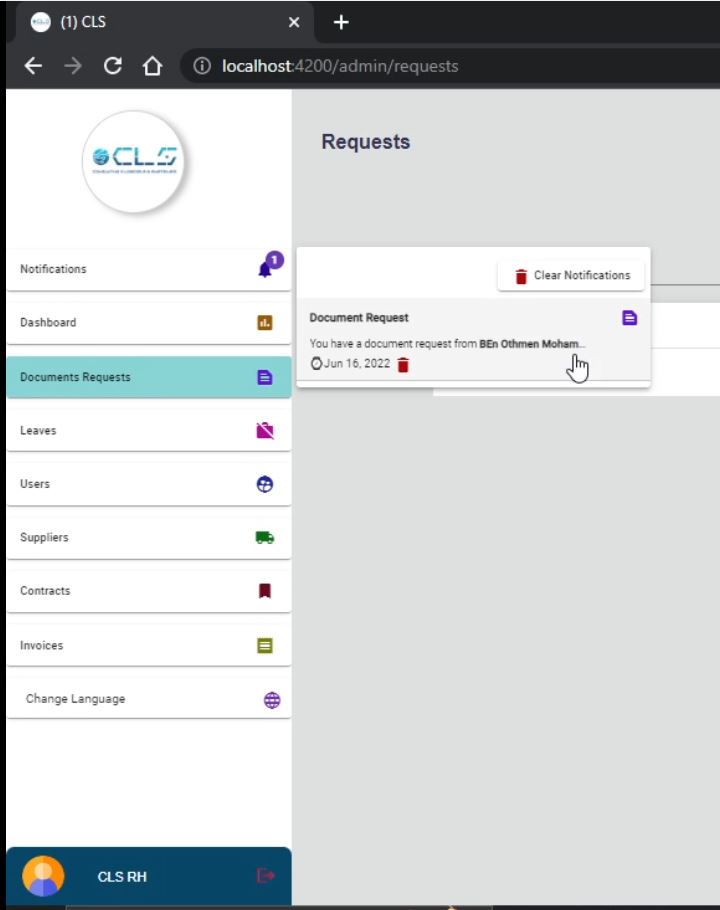 (1) CLS
localhost:4200/admin/requests
CLS
Requests
Notifications
1
Clear Notifications
Dashboard
Document Request
You have a document request from BEn Othmen Moham...
Jun 16, 2022
Documents Requests
Leaves
Users
Suppliers
Contracts
Invoices
Change Language
CLS RH